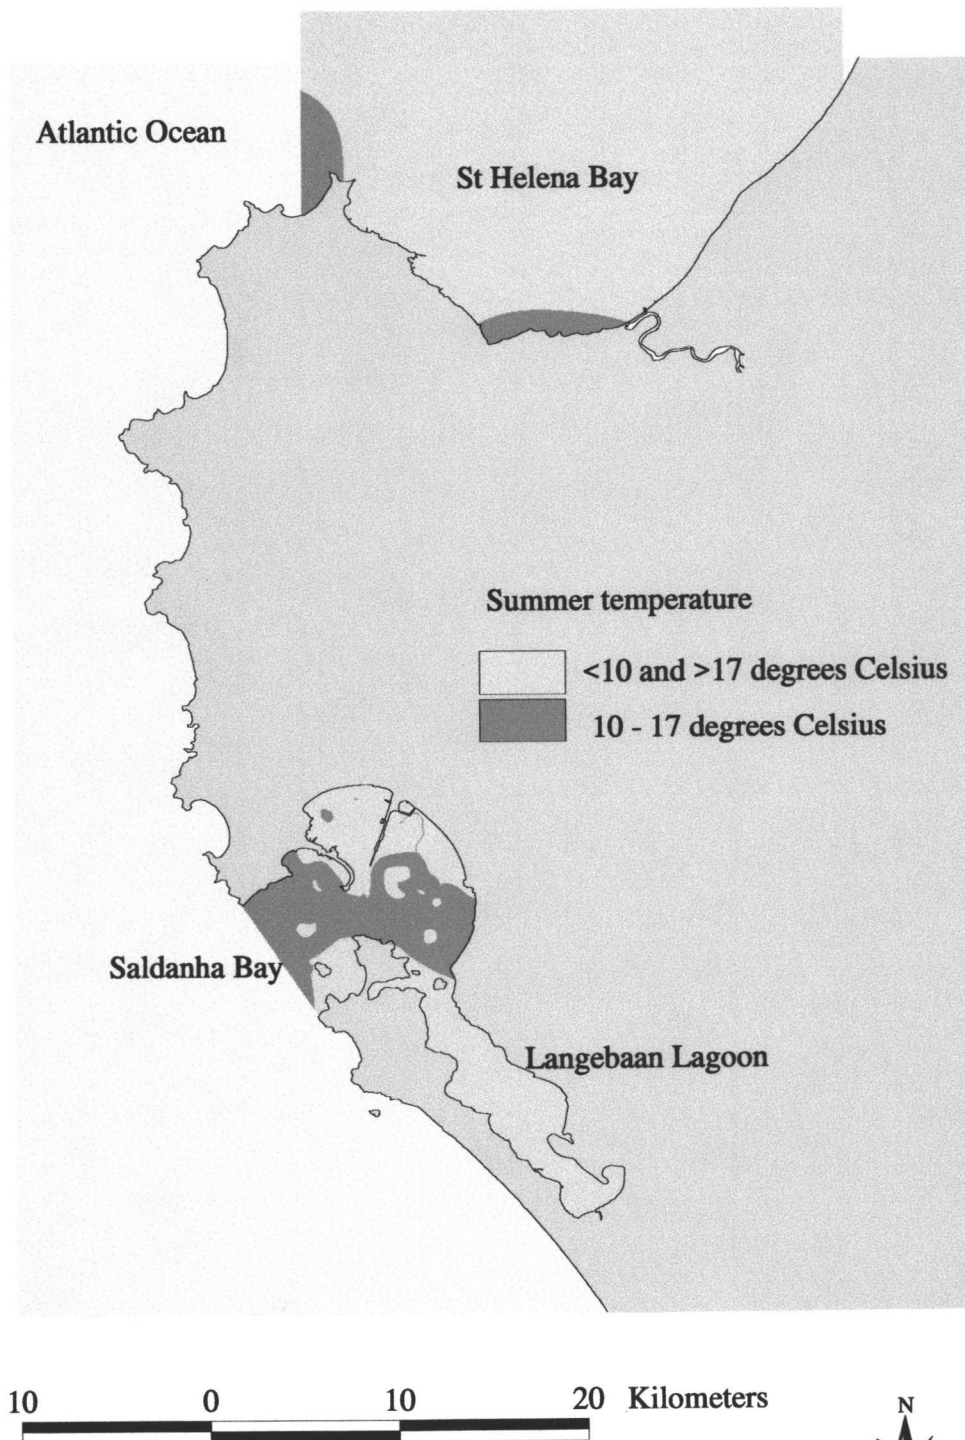 Atlantic Ocean
St Helena Bay
Summer temperature
<10 and >17 degrees Celsius
10 - 17 degrees Celsius
Saldanha Bay
Langebaan Lagoon
10 0 10 20 Kilometers
N